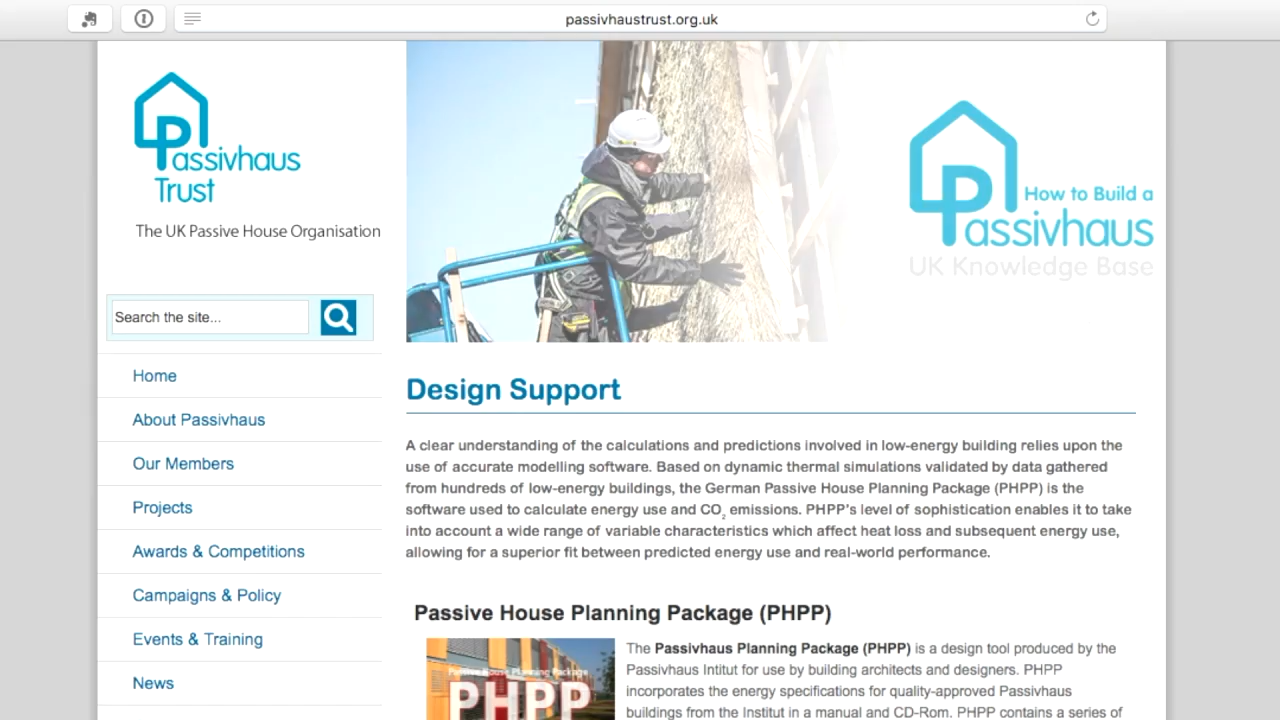 passivhaustrust.org.uk
Passivhaus
Trust
The UK Passive House Organisation
How to Build a
Passivhaus
UK Knowledge Base
Search the site...
Home
About Passivhaus
Our Members
Projects
Awards & Competitions
Campaigns & Policy
Events & Training
News
Design Support
A clear understanding of the calculations and predictions involved in low-energy building relies upon the
use of accurate modelling software. Based on dynamic thermal simulations validated by data gathered
from hundreds of low-energy buildings, the German Passive House Planning Package (PHPP) is the
software used to calculate energy use and CO₂ emissions. PHPP's level of sophistication enables it to take
into account a wide range of variable characteristics which affect heat loss and subsequent energy use,
allowing for a superior fit between predicted energy use and real-world performance.
Passive House Planning Package (PHPP)
Passive House Planning Package
PHPP
The Passivhaus Planning Package (PHPP) is a design tool produced by the
Passivhaus Intitut for use by building architects and designers. PHPP
incorporates the energy specifications for quality-approved Passivhaus
buildings from the Institut in a manual and CD-Rom. PHPP contains a series of